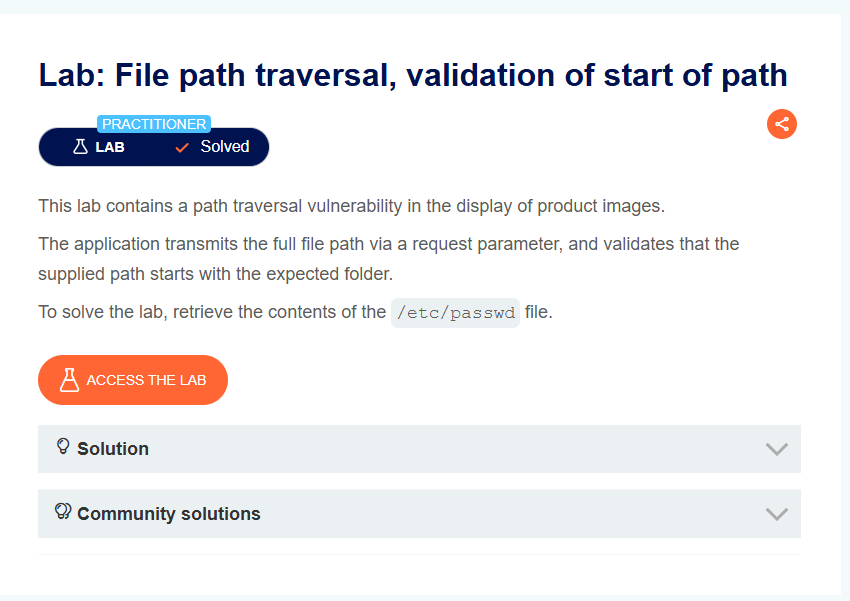 Lab: File path traversal, validation of start of path
PRACTITIONER
LAB
Solved
This lab contains a path traversal vulnerability in the display of product images.
The application transmits the full file path via a request parameter, and validates that the
supplied path starts with the expected folder.
To solve the lab, retrieve the contents of the /etc/passwd file.
ACCESS THE LAB
Solution
Community solutions